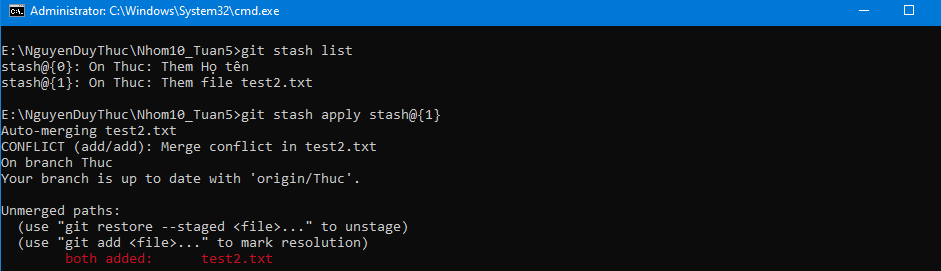 Administrator: C:\Windows\System32\cmd.exe
E:\NguyenDuyThuc\Nhom10_Tuan5>git stash list
stash@{0}: On Thuc: Them Họ tên
stash@{1}: On Thuc: Them file test2.txt
E:\NguyenDuyThuc\Nhom10_Tuan5>git stash apply stash@{1}
Auto-merging test2.txt
CONFLICT (add/add): Merge conflict in test2.txt
On branch Thuc
Your branch is up to date with 'origin/Thuc'.
Unmerged paths:
  (use "git restore --staged <file>..." to unstage)
  (use "git add <file>..." to mark resolution)
        both added:      test2.txt